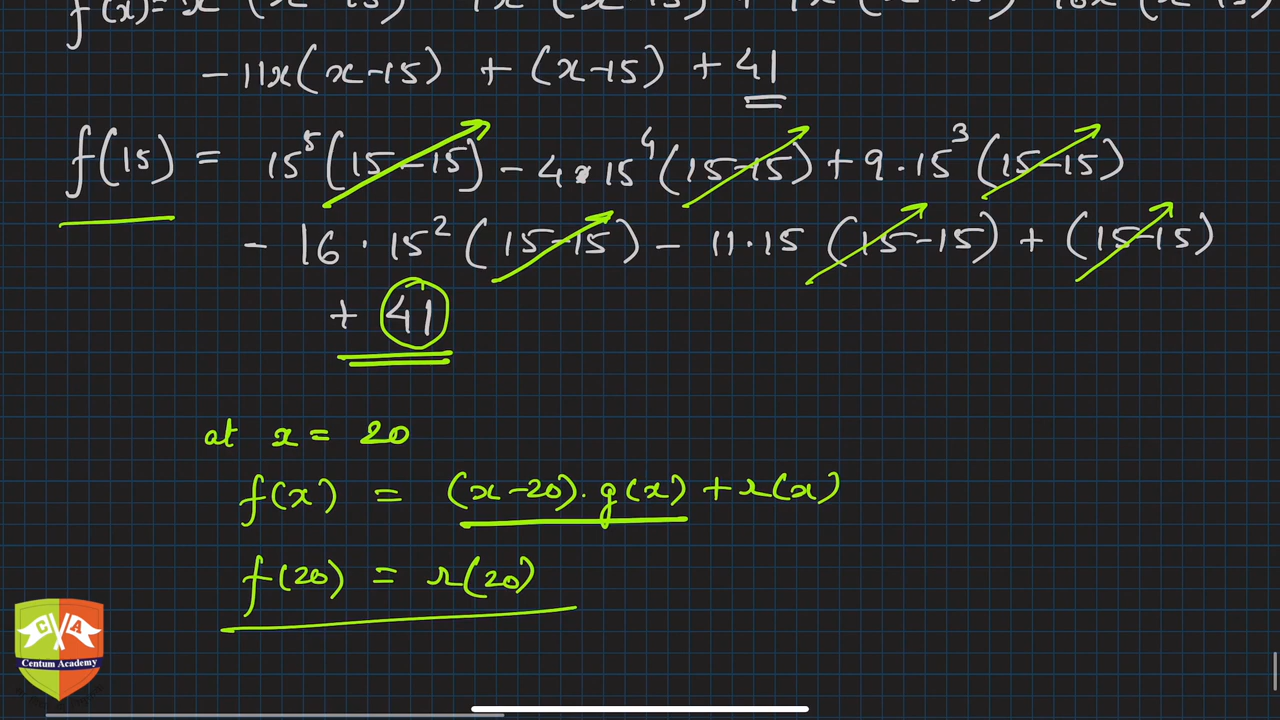 f(x) =
- 11x(x-15) + (x-15) + 41
f(15) = 15⁵(15-15) - 4·15⁴(15-15) + 9·15³(15-15)
- 16·15²(15-15) - 11·15(15-15) + (15-15)
+ 41
at x = 20
f(x) = (x-20)·g(x) + r(x)
f(20) = r(20)
CA
Centum Academy